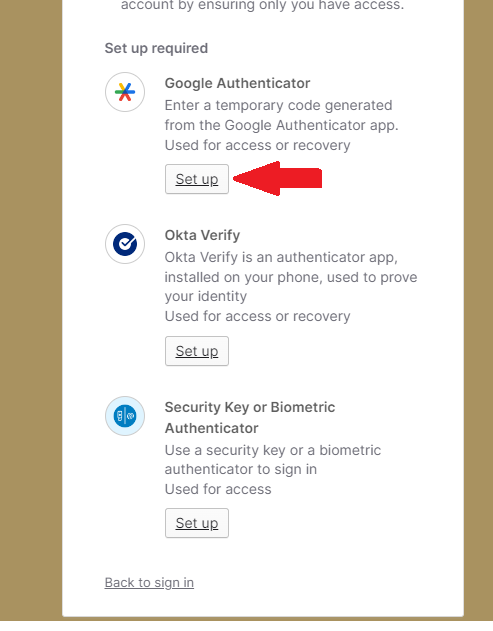 account by ensuring only you have access.
Set up required
Google Authenticator
Enter a temporary code generated
from the Google Authenticator app.
Used for access or recovery
Set up
Okta Verify
Okta Verify is an authenticator app,
installed on your phone, used to prove
your identity
Used for access or recovery
Set up
Security Key or Biometric
Authenticator
Use a security key or a biometric
authenticator to sign in
Used for access
Set up
Back to sign in